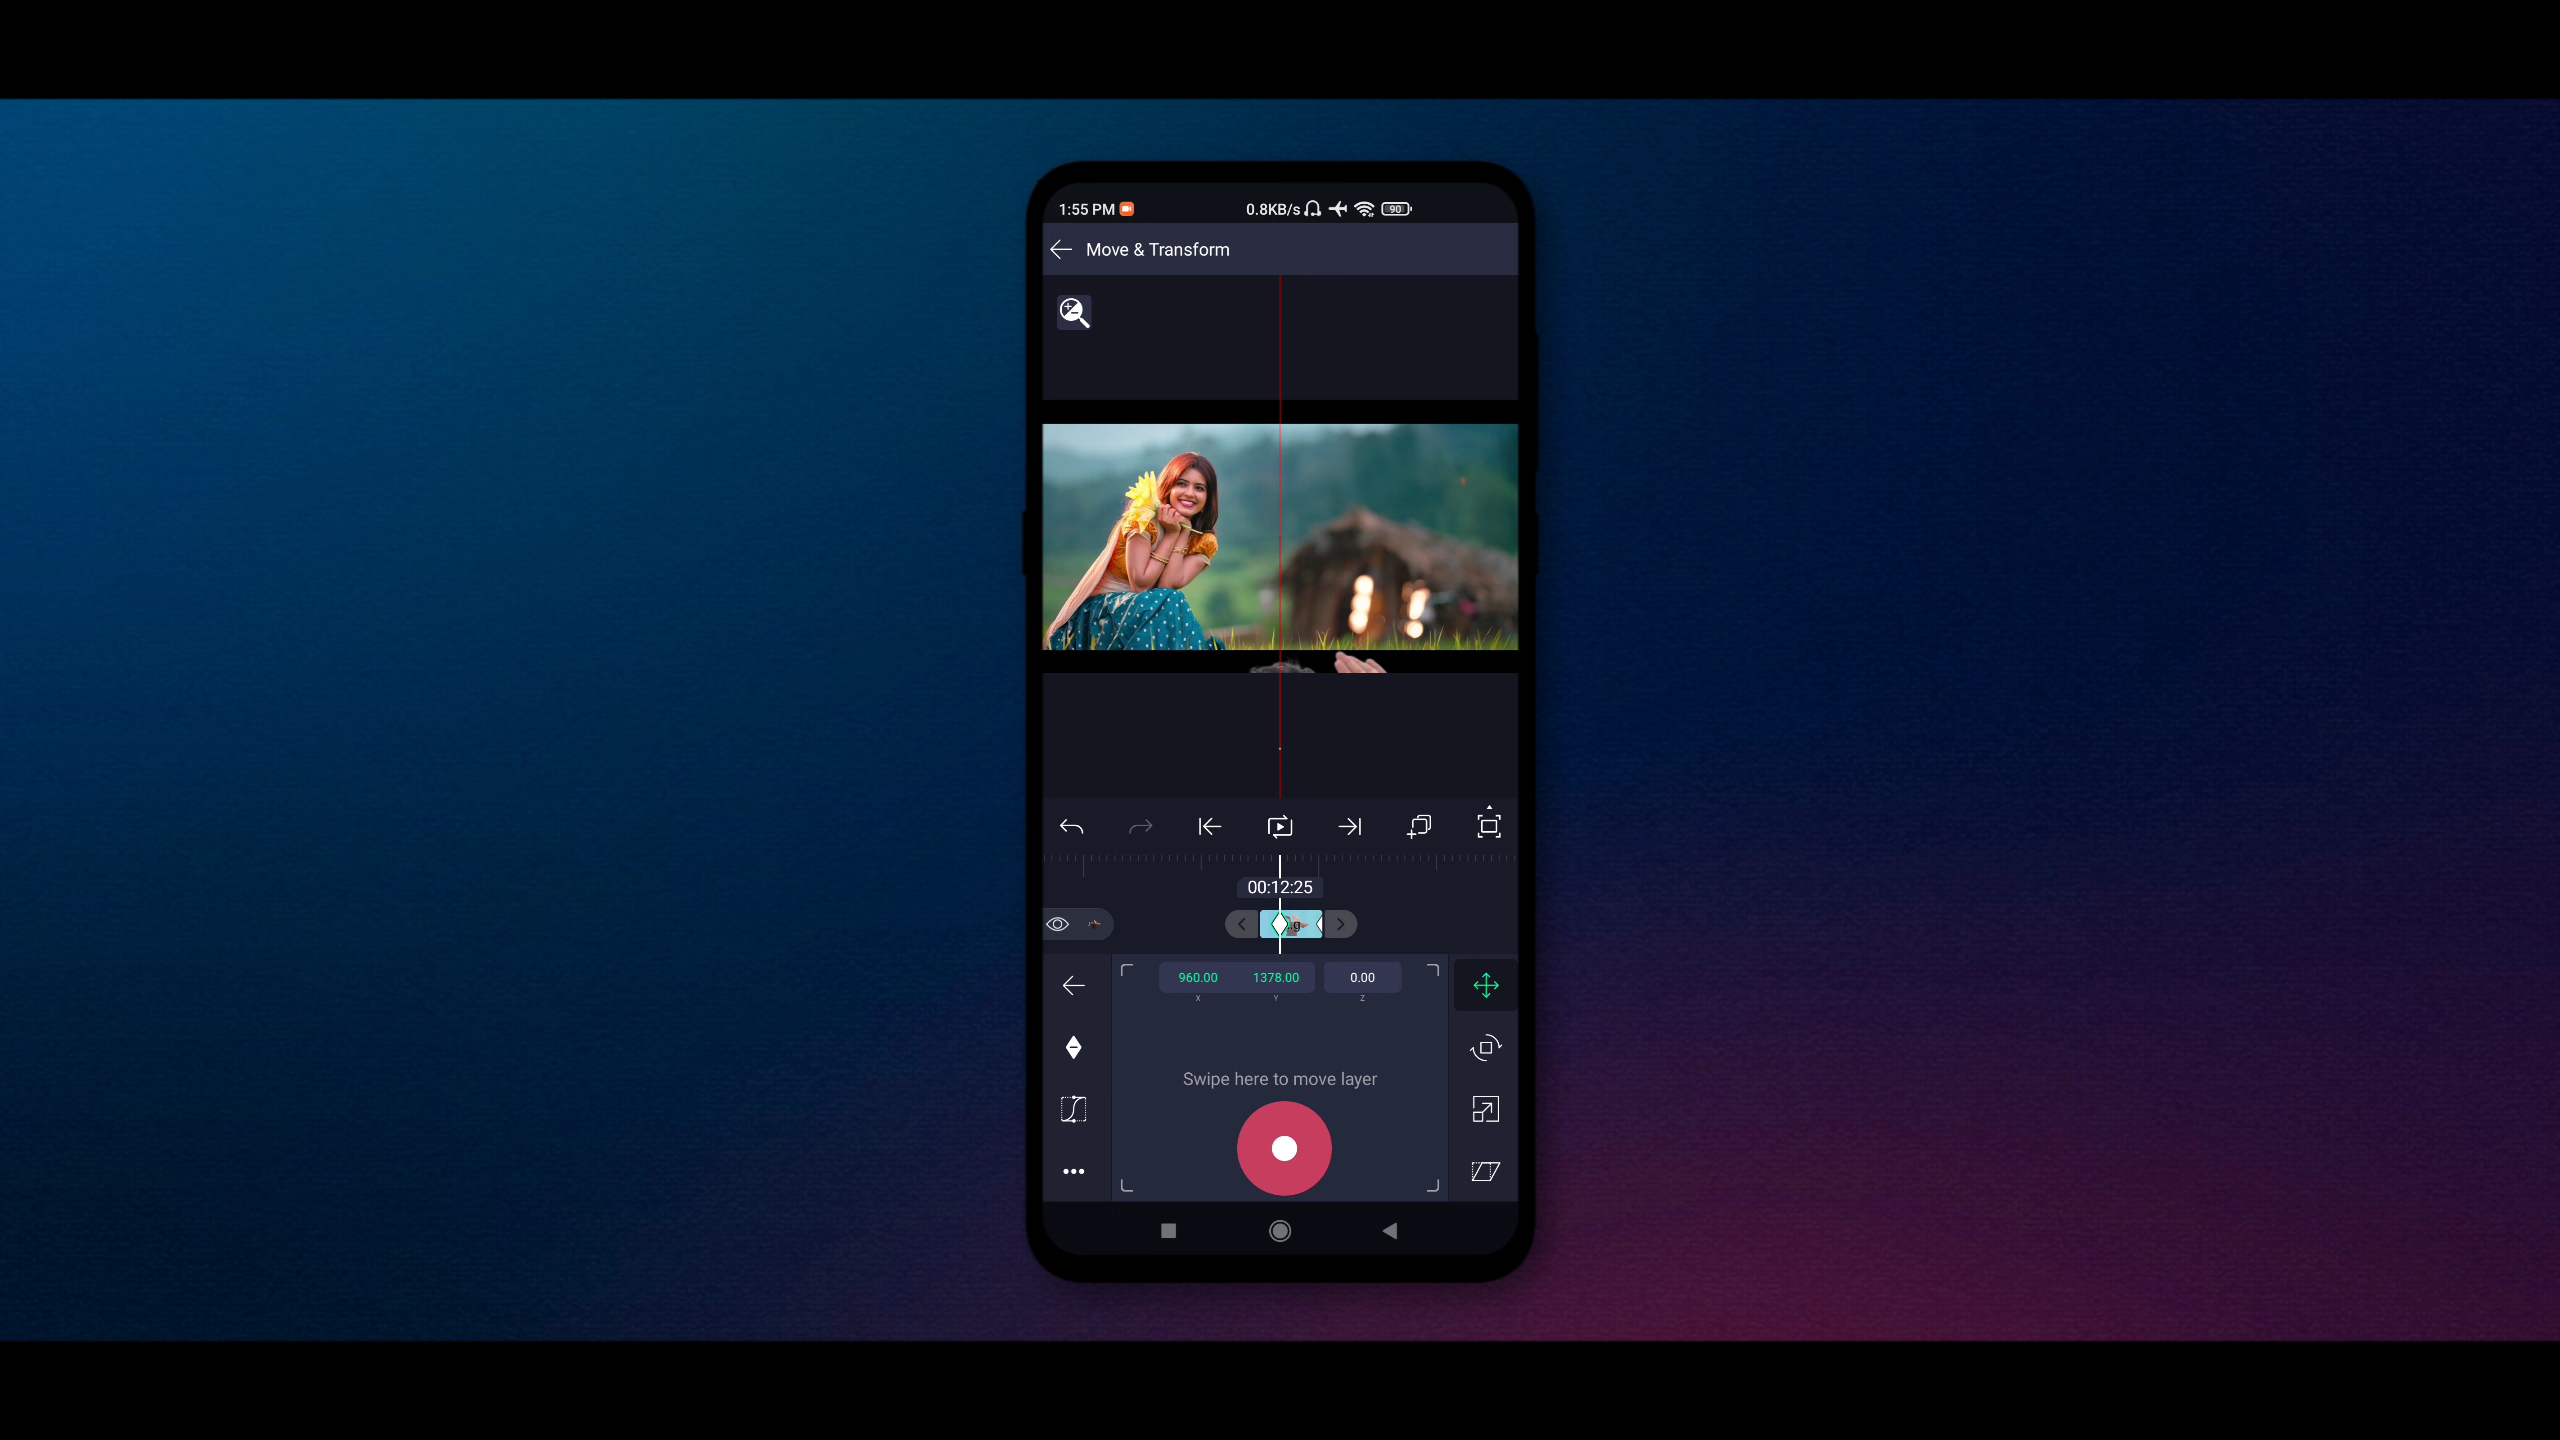 1:55 PM 0.8KB/s 90
Move & Transform
00:12:25
.g
960.00 1378.00 0.00
X Y Z
Swipe here to move layer